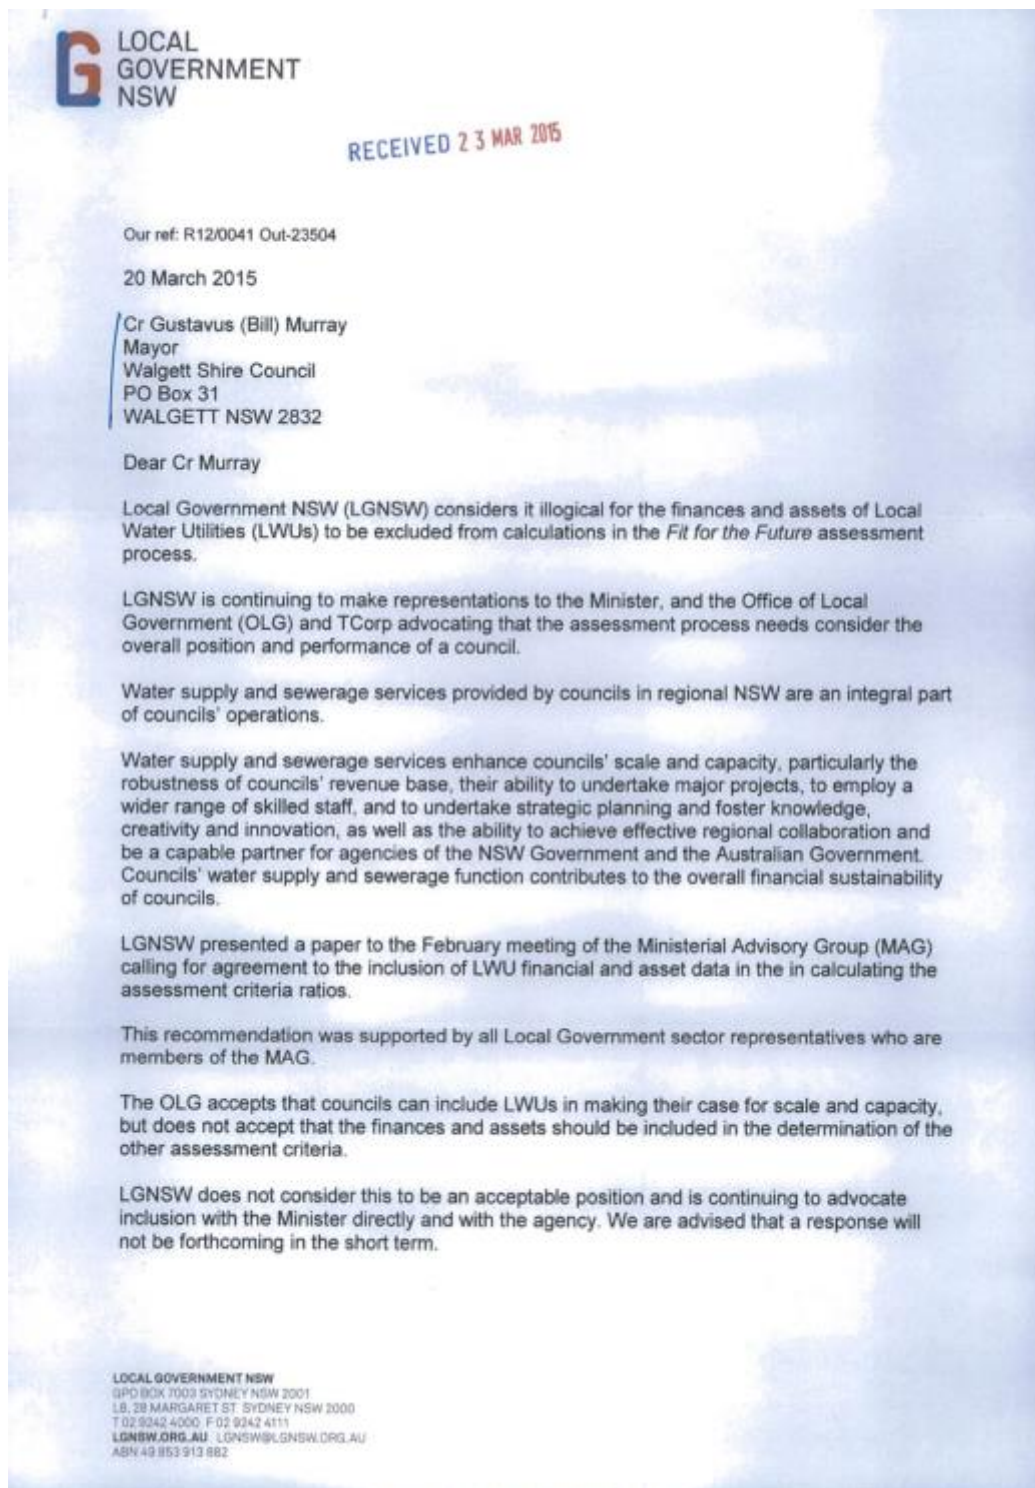 LOCAL
GOVERNMENT
NSW
RECEIVED 23 MAR 2015
Our ref: R12/0041 Out-23504
20 March 2015
Cr Gustavus (Bill) Murray
Mayor
Walgett Shire Council
PO Box 31
WALGETT NSW 2832
Dear Cr Murray
Local Government NSW (LGNSW) considers it illogical for the finances and assets of Local
Water Utilities (LWUs) to be excluded from calculations in the Fit for the Future assessment
process.
LGNSW is continuing to make representations to the Minister, and the Office of Local
Government (OLG) and TCorp advocating that the assessment process needs consider the
overall position and performance of a council.
Water supply and sewerage services provided by councils in regional NSW are an integral part
of councils' operations.
Water supply and sewerage services enhance councils' scale and capacity, particularly the
robustness of councils' revenue base, their ability to undertake major projects, to employ a
wider range of skilled staff, and to undertake strategic planning and foster knowledge,
creativity and innovation, as well as the ability to achieve effective regional collaboration and
be a capable partner for agencies of the NSW Government and the Australian Government.
Councils' water supply and sewerage function contributes to the overall financial sustainability
of councils.
LGNSW presented a paper to the February meeting of the Ministerial Advisory Group (MAG)
calling for agreement to the inclusion of LWU financial and asset data in the in calculating the
assessment criteria ratios.
This recommendation was supported by all Local Government sector representatives who are
members of the MAG.
The OLG accepts that councils can include LWUs in making their case for scale and capacity,
but does not accept that the finances and assets should be included in the determination of the
other assessment criteria.
LGNSW does not consider this to be an acceptable position and is continuing to advocate
inclusion with the Minister directly and with the agency. We are advised that a response will
not be forthcoming in the short term.
LOCAL GOVERNMENT NSW
GPO BOX 7003 SYDNEY NSW 2001
L8, 28 MARGARET ST SYDNEY NSW 2000
T 02 9242 4000 F 02 9242 4111
LGNSW.ORG.AU LGNSW@LGNSW.ORG.AU
ABN 49 853 913 882